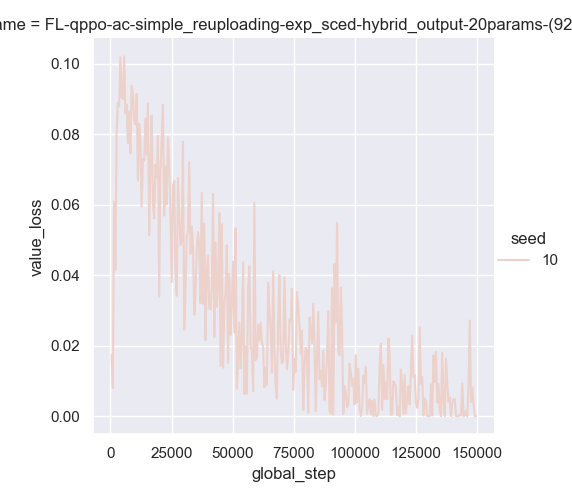 ame = FL-qppo-ac-simple_reuploading-exp_sced-hybrid_output-20params-(92
0.10
0.08
0.06
0.04
0.02
0.00
value_loss
0 25000 50000 75000 100000 125000 150000
global_step
seed
10